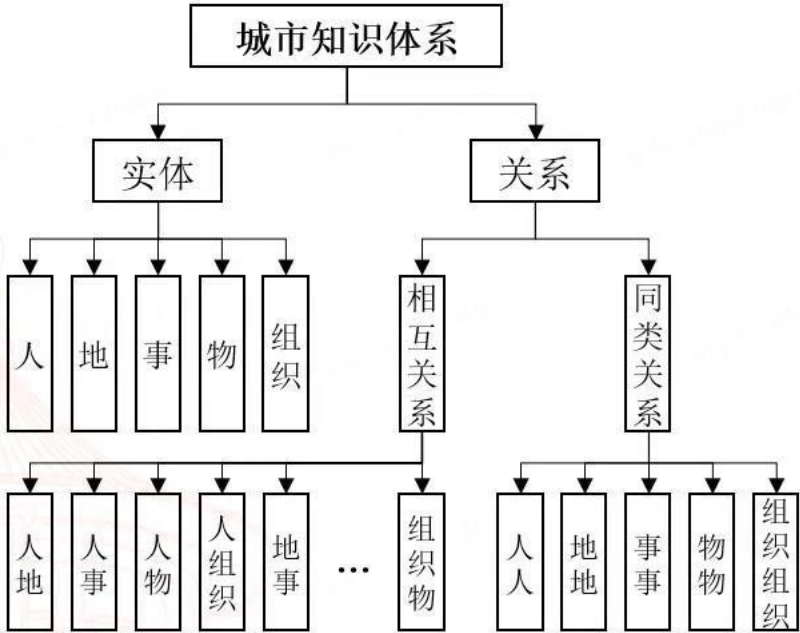 城市知识体系
实体
关系
人
地
事
物
组织
相互关系
同类关系
人地
人事
人物
人组织
地事
...
组织物
人人
地地
事事
物物
组织组织